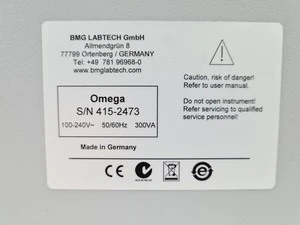 BMG LABTECH GmbH
Allmendgrün 8
77799 Ortenberg / GERMANY
Tel: +49 781 96968-0
www.bmglabtech.com
Omega
S/N 415-2473
100-240V~ 50/60Hz 300VA
Made in Germany
Caution, risk of danger!
Refer to user manual.
Do not open instrument!
Refer servicing to qualified
service personnel!
CE